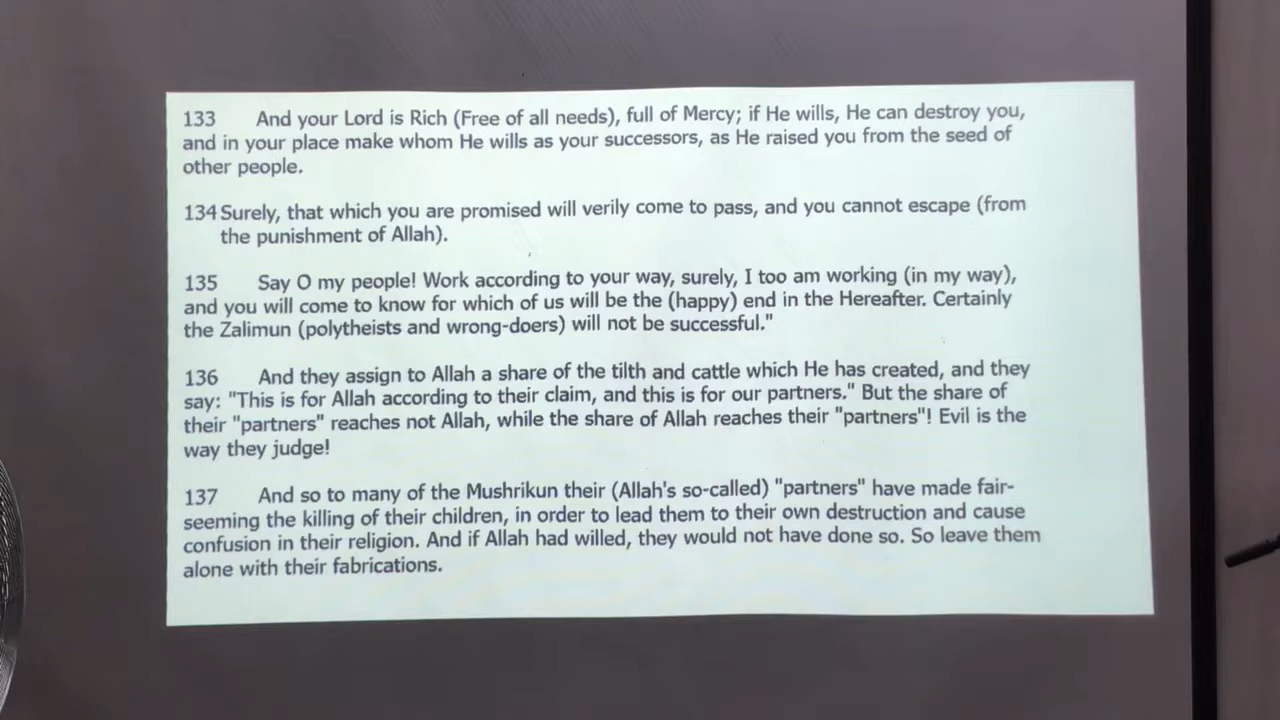 133 And your Lord is Rich (Free of all needs), full of Mercy; if He wills, He can destroy you,
and in your place make whom He wills as your successors, as He raised you from the seed of
other people.
134 Surely, that which you are promised will verily come to pass, and you cannot escape (from
the punishment of Allah).
135 Say O my people! Work according to your way, surely, I too am working (in my way),
and you will come to know for which of us will be the (happy) end in the Hereafter. Certainly
the Zalimun (polytheists and wrong-doers) will not be successful."
136 And they assign to Allah a share of the tilth and cattle which He has created, and they
say: "This is for Allah according to their claim, and this is for our partners." But the share of
their "partners" reaches not Allah, while the share of Allah reaches their "partners"! Evil is the
way they judge!
137 And so to many of the Mushrikun their (Allah's so-called) "partners" have made fair-
seeming the killing of their children, in order to lead them to their own destruction and cause
confusion in their religion. And if Allah had willed, they would not have done so. So leave them
alone with their fabrications.